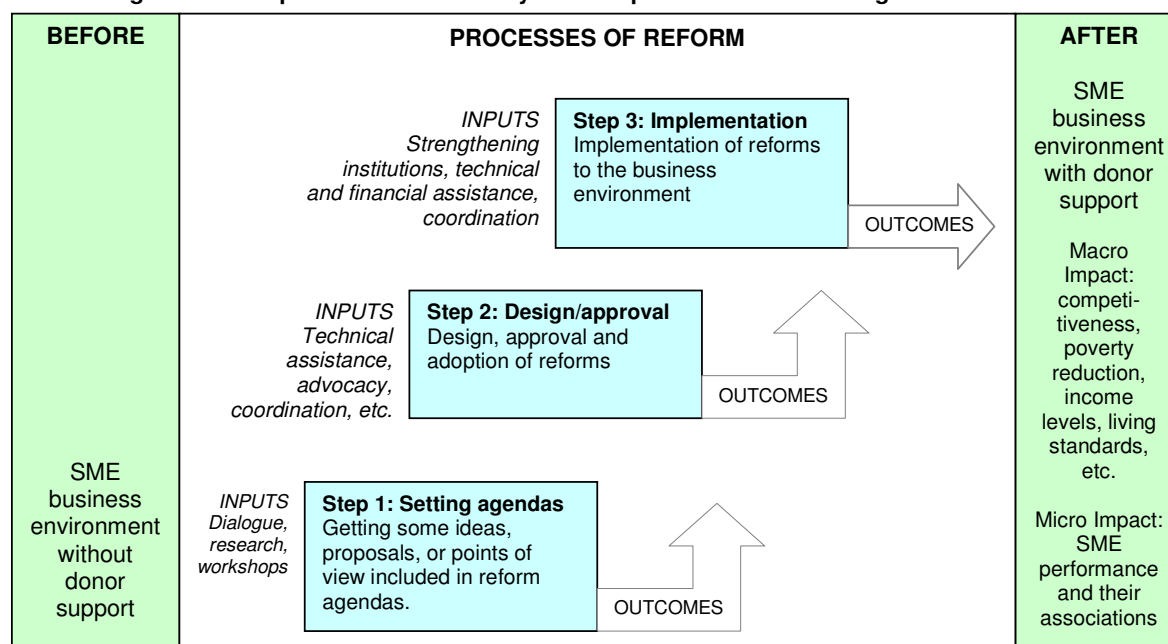 BEFORE
PROCESSES OF REFORM
AFTER
INPUTS
Strengthening
institutions, technical
and financial assistance,
coordination
Step 3: Implementation
Implementation of reforms
to the business
environment
OUTCOMES
INPUTS
Technical
assistance,
advocacy,
coordination, etc.
Step 2: Design/approval
Design, approval and
adoption of reforms
OUTCOMES
INPUTS
Dialogue,
research,
workshops
Step 1: Setting agendas
Getting some ideas,
proposals, or points of
view included in reform
agendas.
OUTCOMES
SME
business
environment
without
donor
support
SME
business
environment
with donor
support
Macro
Impact:
competi-
tiveness,
poverty
reduction,
income
levels, living
standards,
etc.
Micro Impact:
SME
performance
and their
associations